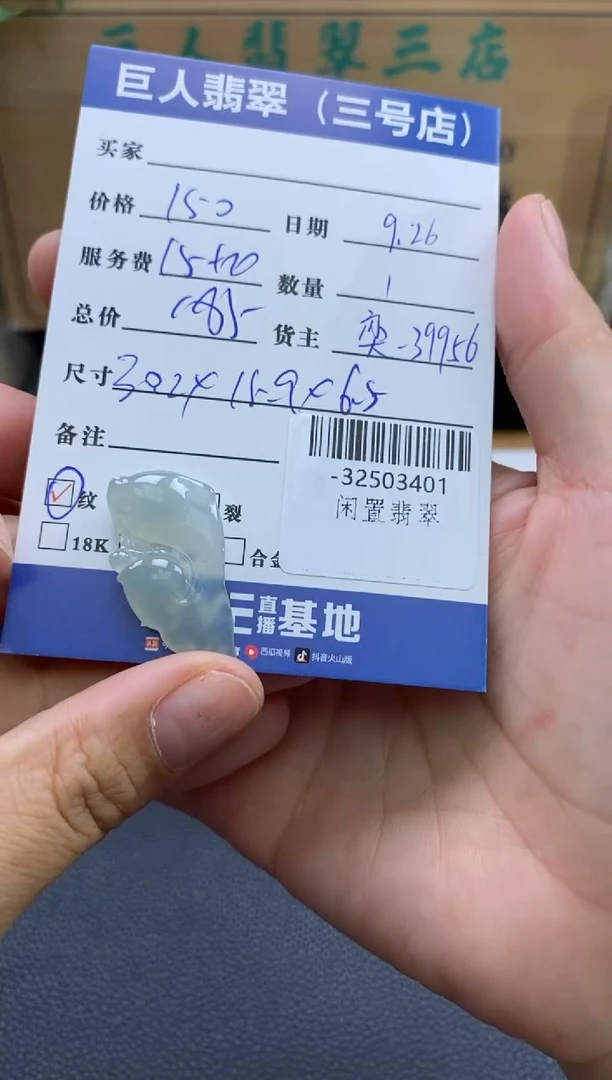 巨人翡翠三店
巨人翡翠（三号店）
买家
价格 150 日期 9.26
服务费 15+20 数量 1
总价 185 货主 奕-39956
尺寸 30.2×15.9×6.5
备注
-32503401
闲置翡翠
纹 裂
18K 合金
三直播基地
西瓜视频 抖音火山版